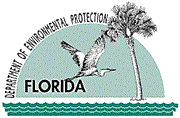 DEPARTMENT OF ENVIRONMENTAL PROTECTION
FLORIDA